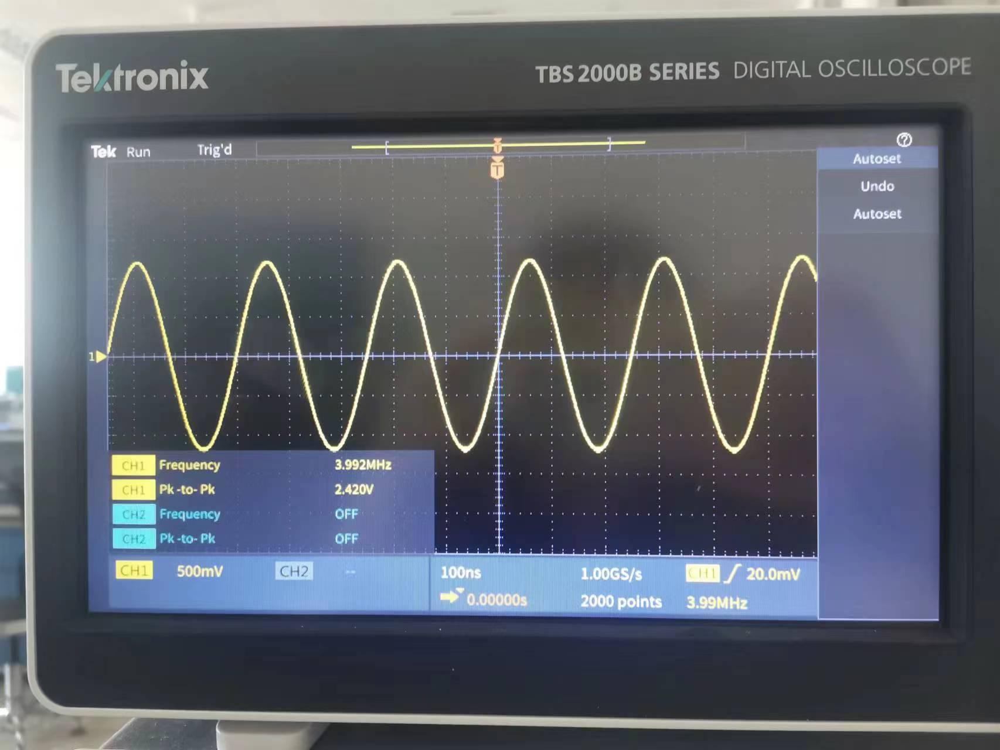 Tektronix
TBS 2000B SERIES DIGITAL OSCILLOSCOPE
Tek Run Trig'd
T
T
?
Autoset
Undo
Autoset
1
CH1 Frequency 3.992MHz
CH1 Pk -to- Pk 2.420V
CH2 Frequency OFF
CH2 Pk -to- Pk OFF
CH1 500mV CH2 -- 100ns 1.00GS/s CH1 20.0mV
0.00000s 2000 points 3.99MHz